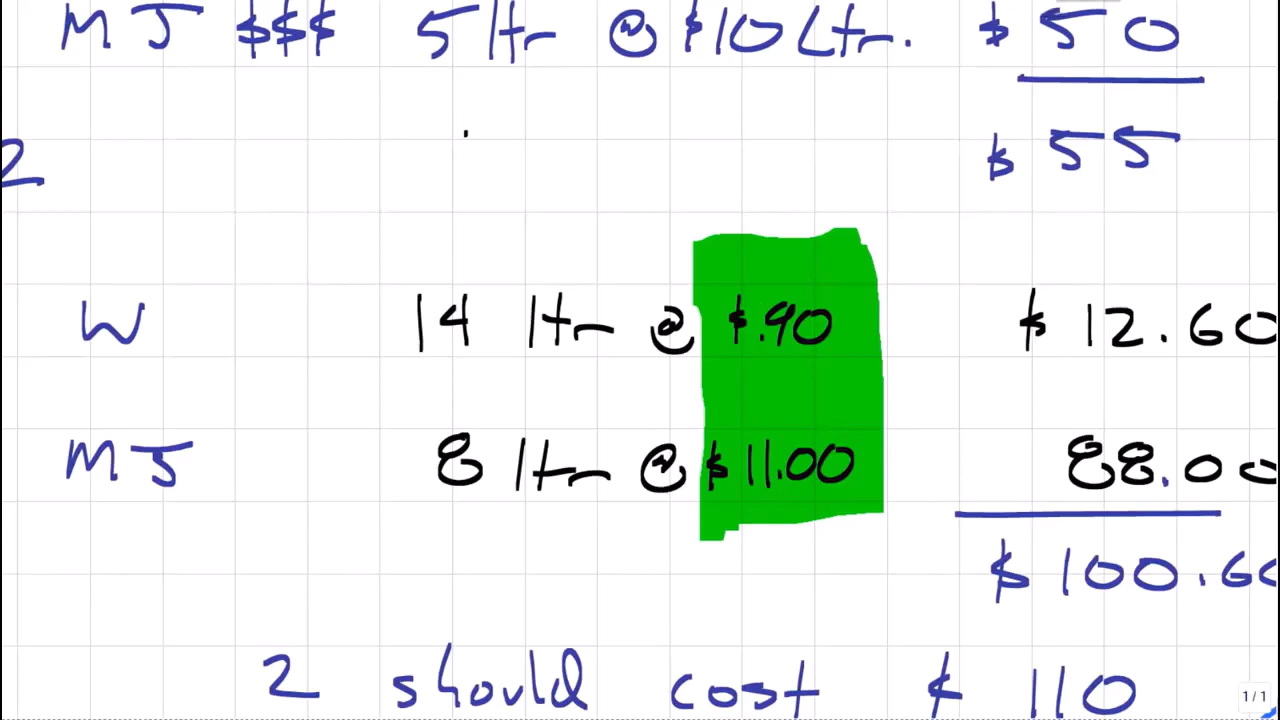 MJ $$$ 5 ltr @ $10 Ltr. $50
$55
2
W 14 ltr @ $.90 $12.60
MJ 8 ltr @ $11.00 88.00
$100.60
2 should cost $110
1 / 1